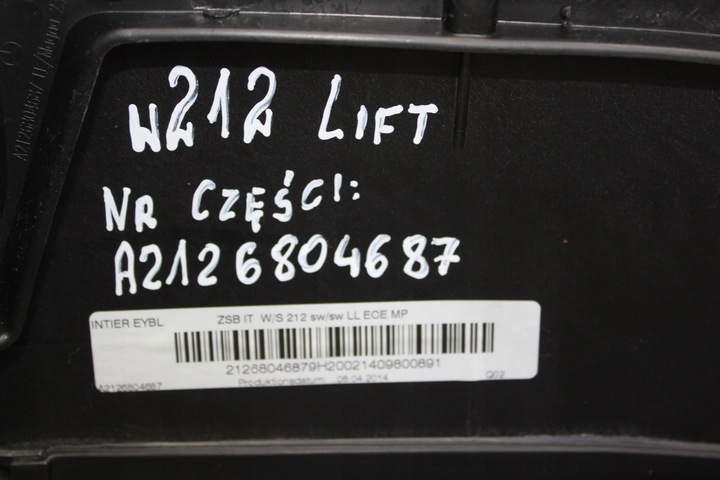 W212 LIFT
NR CZĘŚCI:
A2126804687
INTIER EYBL ZSB IT W/S 212 sw/sw LL ECE MP
21268046879H20021409800891
A2126804687 Produktionsdatum: 08.04.2014 Q02